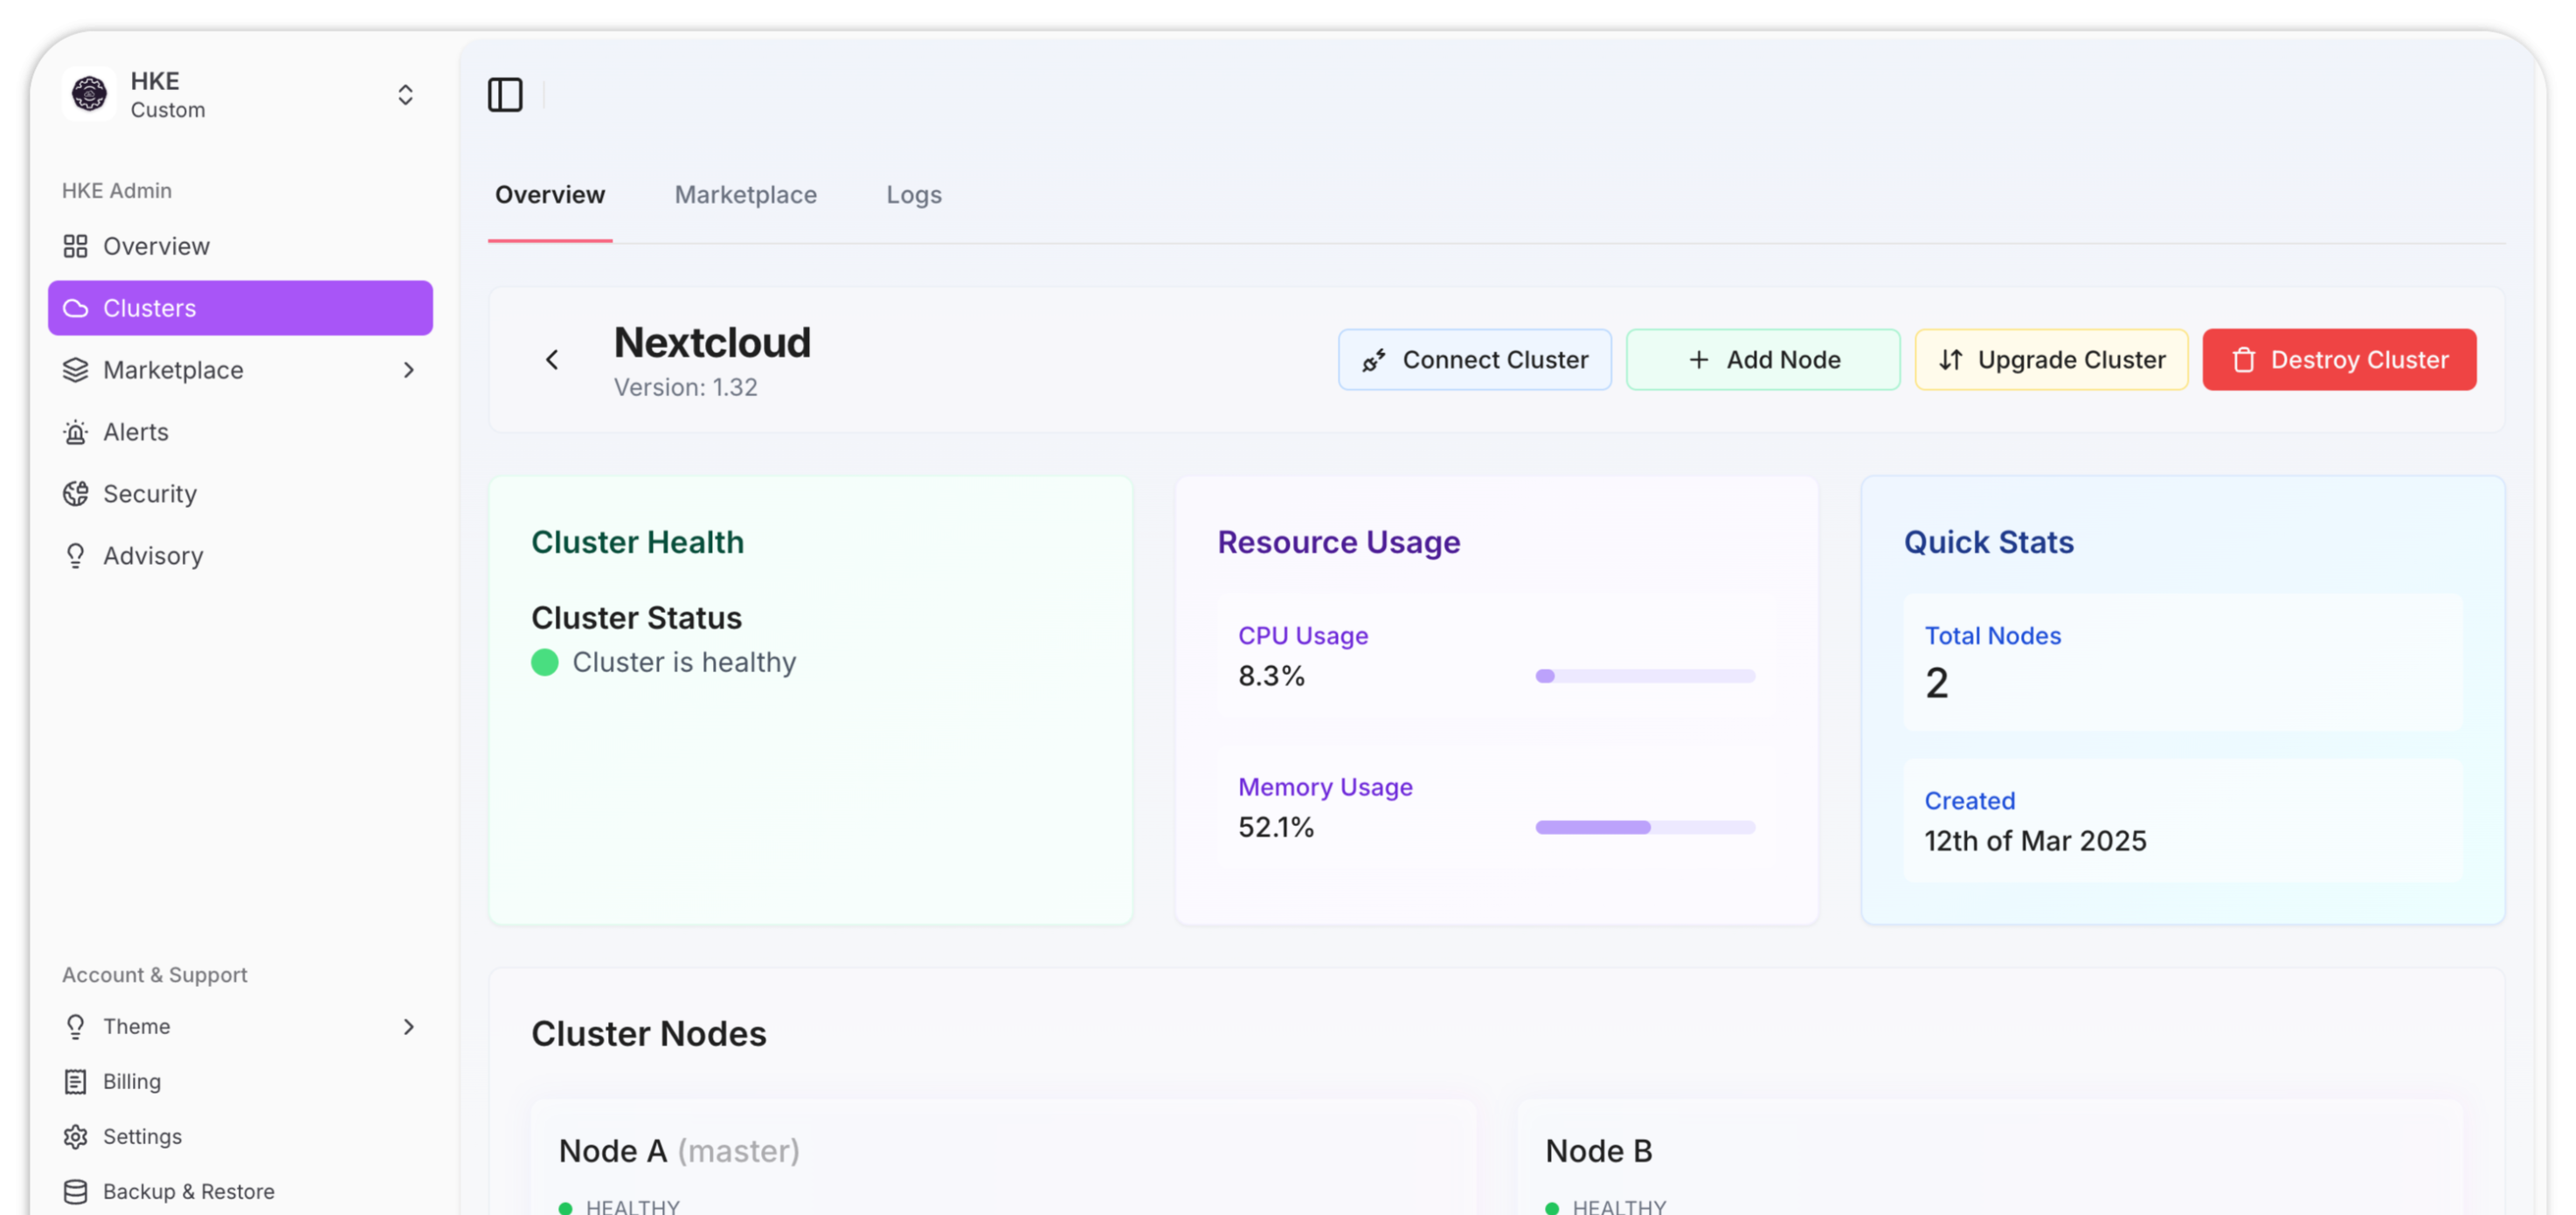 HKE
Custom
HKE Admin
Overview
Clusters
Marketplace
Alerts
Security
Advisory
Account & Support
Theme
Billing
Settings
Backup & Restore
Overview
Marketplace
Logs
Nextcloud
Version: 1.32
Connect Cluster
Add Node
Upgrade Cluster
Destroy Cluster
Cluster Health
Cluster Status
Cluster is healthy
Resource Usage
CPU Usage
8.3%
Memory Usage
52.1%
Quick Stats
Total Nodes
2
Created
12th of Mar 2025
Cluster Nodes
Node A (master)
HEALTHY
Node B
HEALTHY